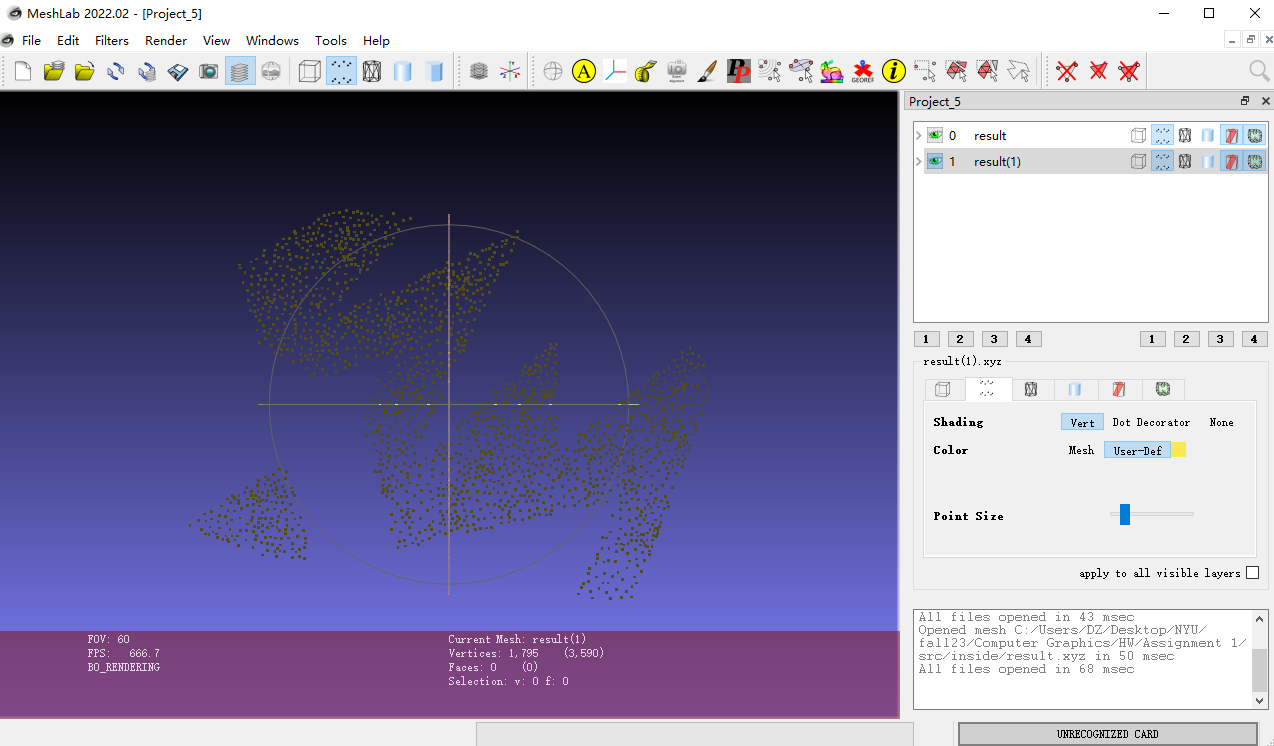 MeshLab 2022.02 - [Project_5]
File Edit Filters Render View Windows Tools Help
A
PP
GEOREF
i
Project_5
0 result
1 result(1)
1 2 3 4 1 2 3 4
result(1).xyz
Shading Vert Dot Decorator None
Color Mesh User-Def
Point Size
apply to all visible layers
All files opened in 43 msec
Opened mesh C:/Users/DZ/Desktop/NYU/
fall23/Computer Graphics/HW/Assignment 1/
src/inside/result.xyz in 50 msec
All files opened in 68 msec
FOV: 60
FPS: 666.7
BO_RENDERING
Current Mesh: result(1)
Vertices: 1,795 (3,590)
Faces: 0 (0)
Selection: v: 0 f: 0
UNRECOGNIZED CARD